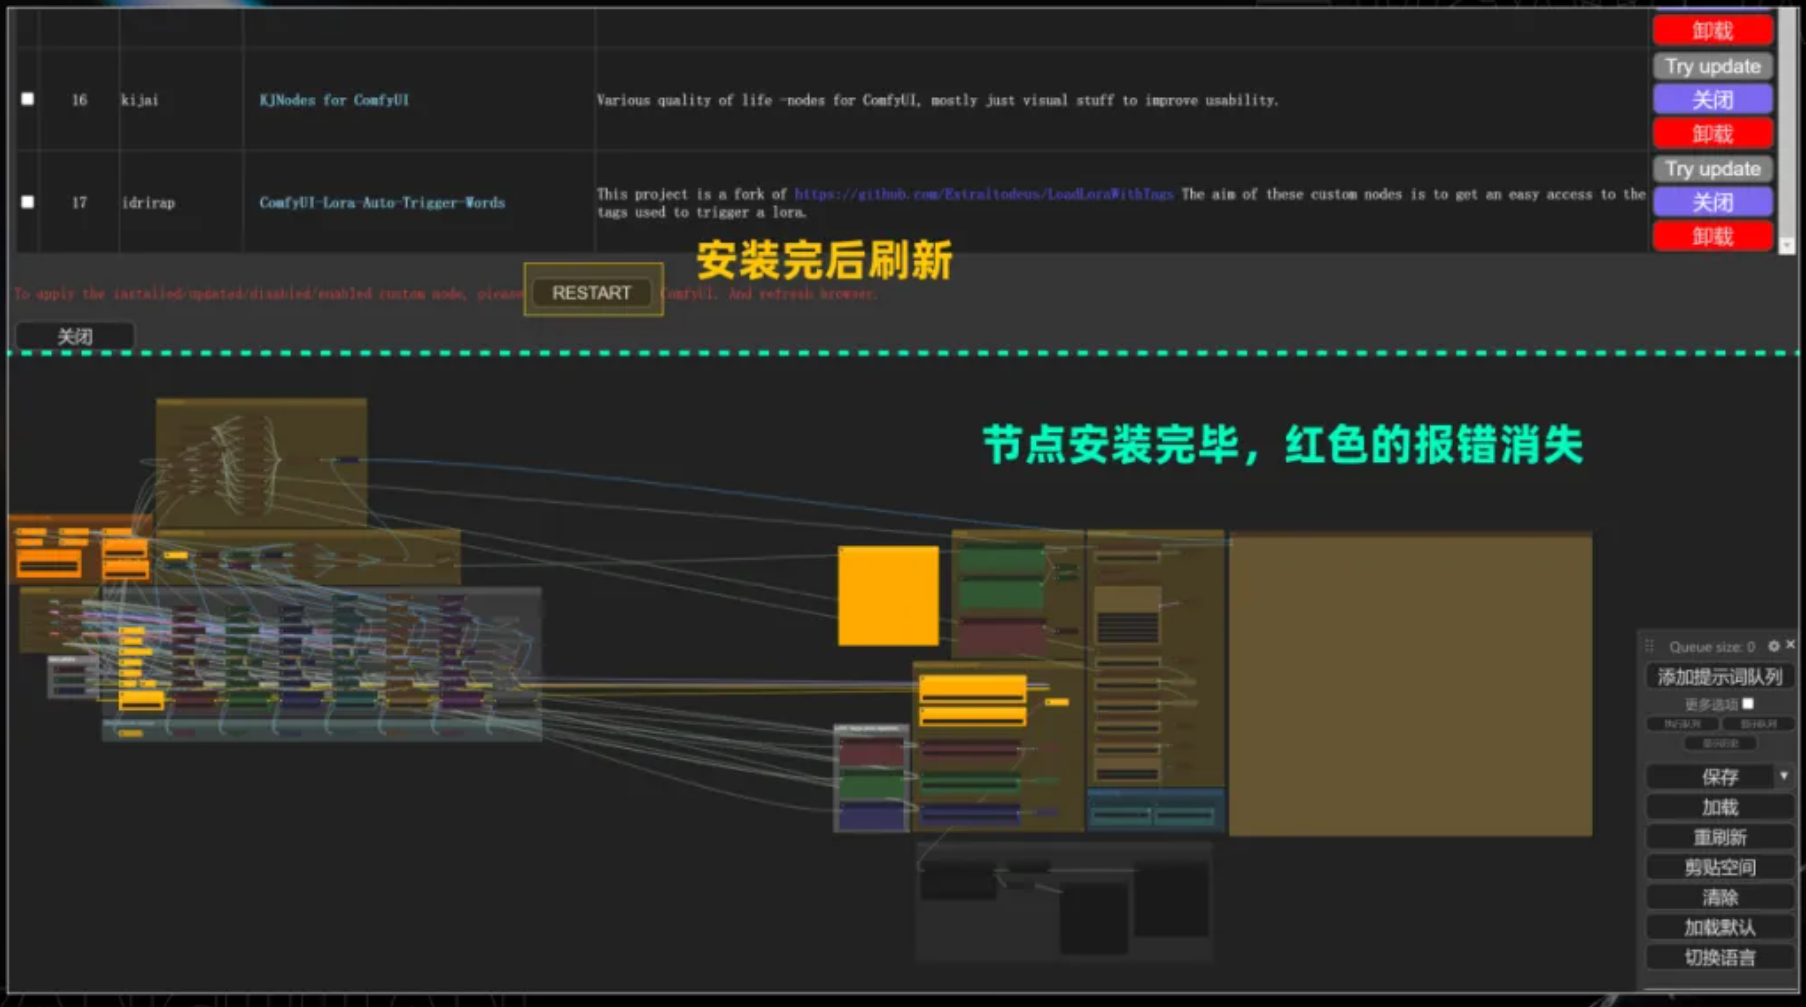 卸载
16 kijai KJNodes for ComfyUI Various quality of life -nodes for ComfyUI, mostly just visual stuff to improve usability.
Try update
关闭
卸载
17 idrirap ComfyUI-Lora-Auto-Trigger-Words This project is a fork of https://github.com/Extraltodeus/LoadLoraWithTags The aim of these custom nodes is to get an easy access to the
tags used to trigger a lora.
Try update
关闭
卸载
安装完后刷新
To apply the installed/updated/disabled/enabled custom node, please RESTART ComfyUI. And refresh browser.
关闭
节点安装完毕，红色的报错消失
Queue size: 0
添加提示词队列
更多选项
保存
加载
重刷新
剪贴空间
清除
加载默认
切换语言